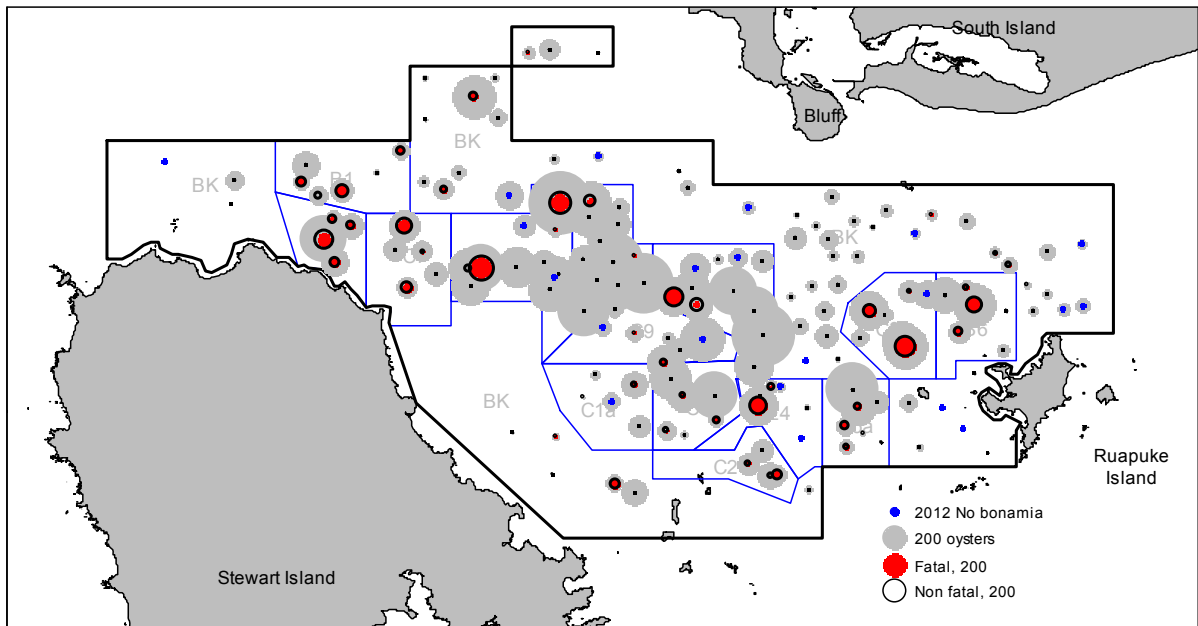 South Island
Bluff
BK
BK
B1
BK
BK
C1a
C2
Ruapuke
Island
Stewart Island
2012 No bonamia
200 oysters
Fatal, 200
Non fatal, 200